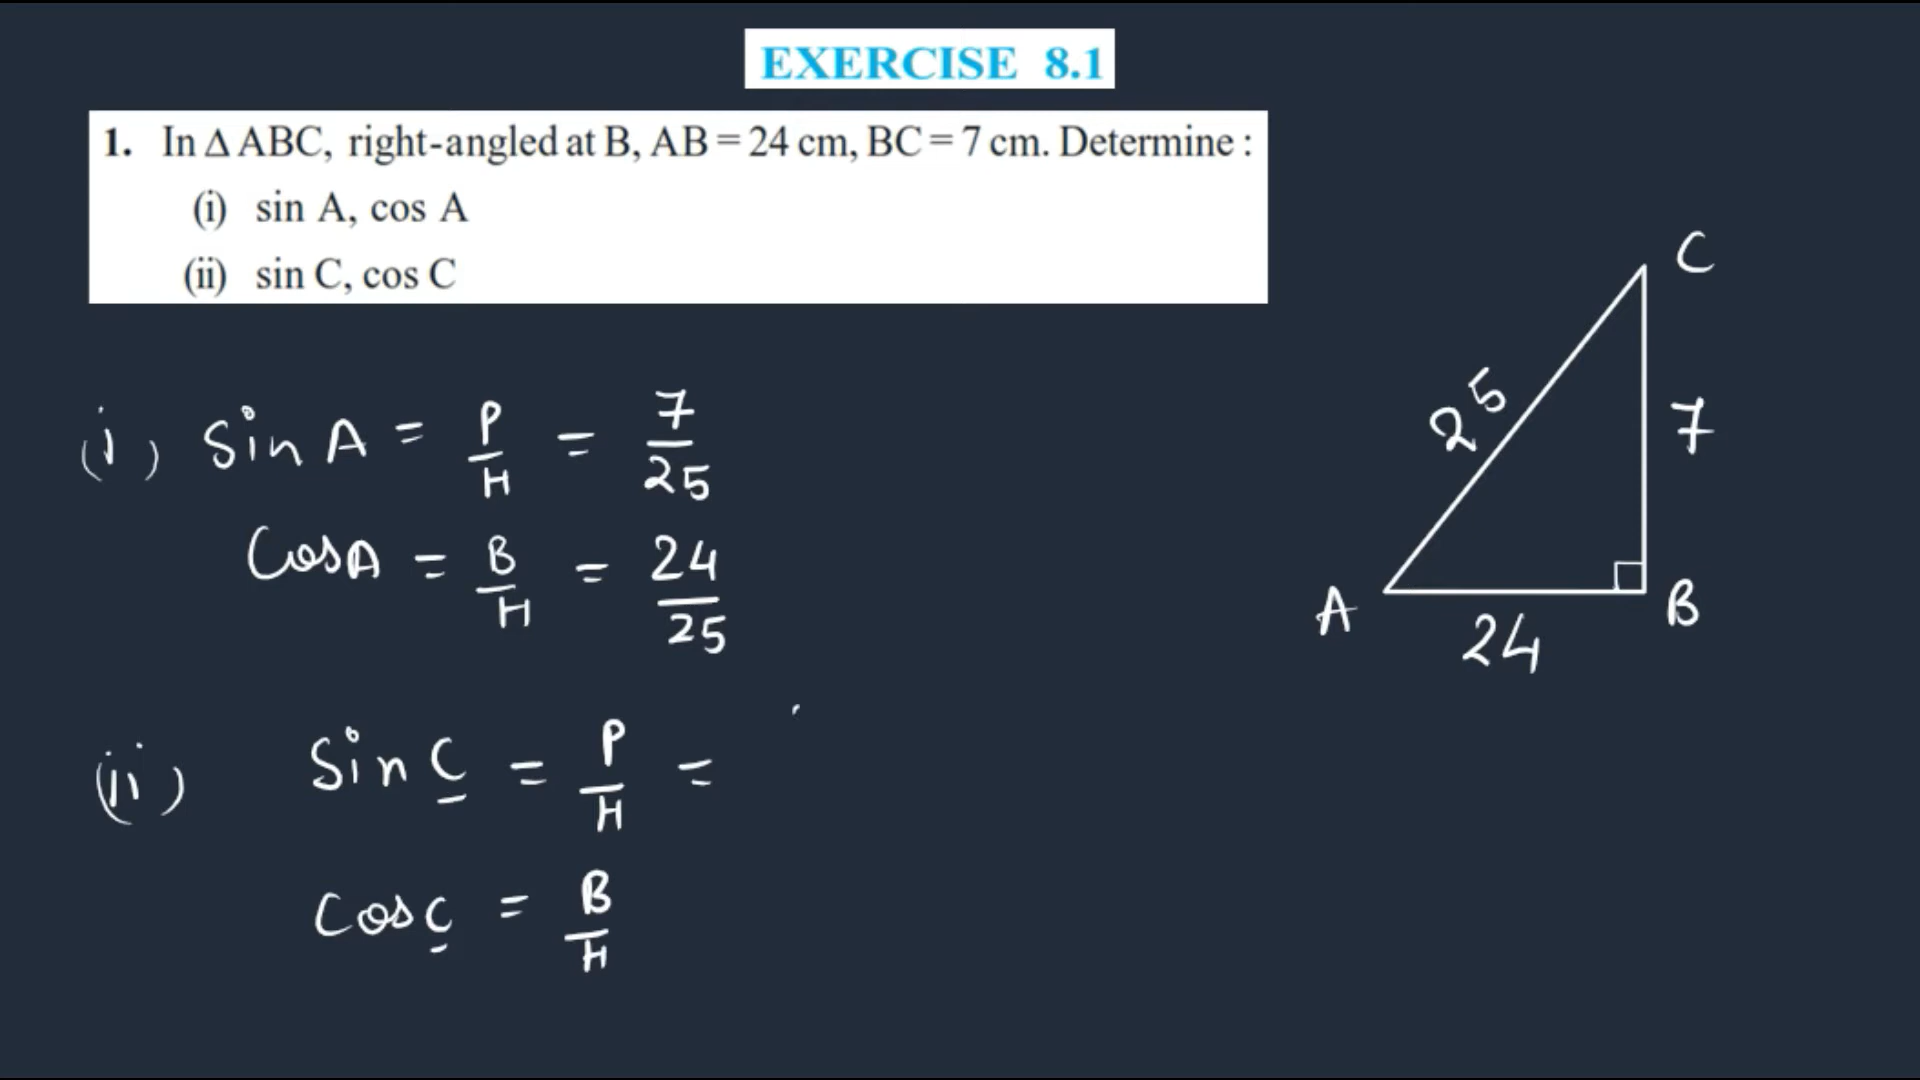 EXERCISE 8.1
1. In Δ ABC, right-angled at B, AB = 24 cm, BC = 7 cm. Determine :
(i) sin A, cos A
(ii) sin C, cos C
(i) Sin A = P/H = 7/25
Cos A = B/H = 24/25
(ii) Sin C = P/H =
Cos C = B/H
C
25
7
A
B
24